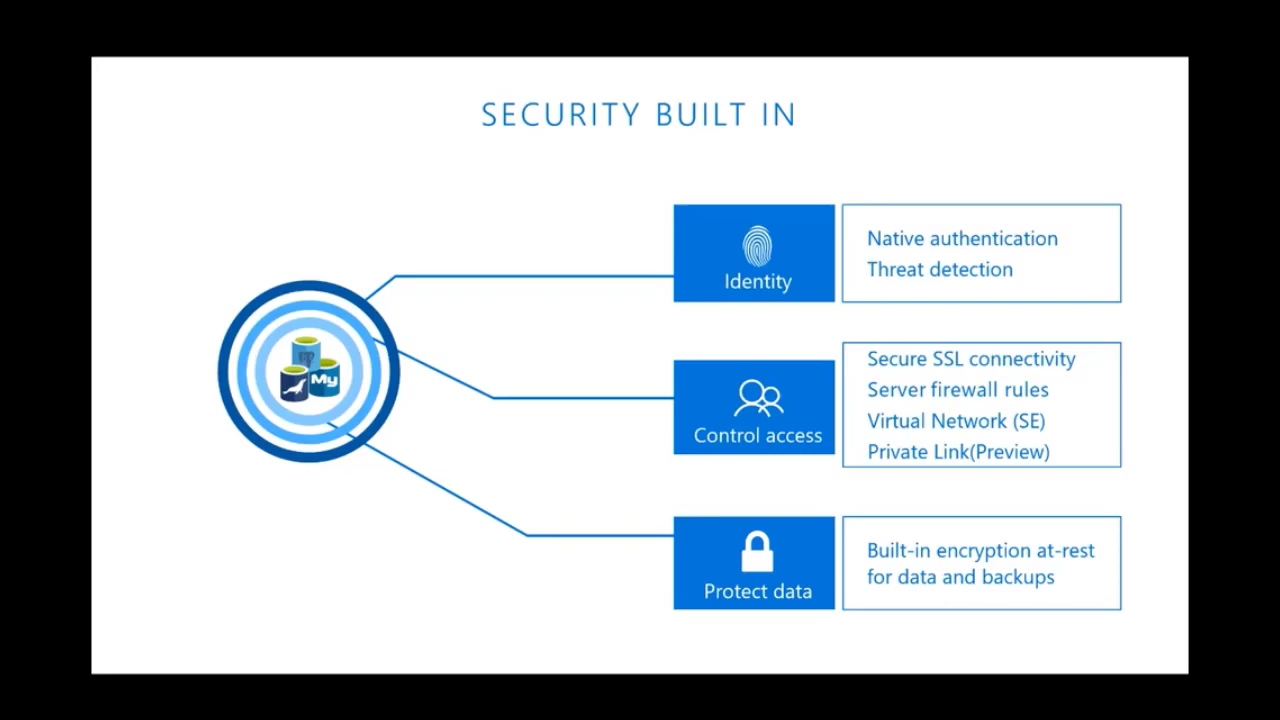 SECURITY BUILT IN
Identity
Native authentication
Threat detection
My
Control access
Secure SSL connectivity
Server firewall rules
Virtual Network (SE)
Private Link(Preview)
Protect data
Built-in encryption at-rest
for data and backups